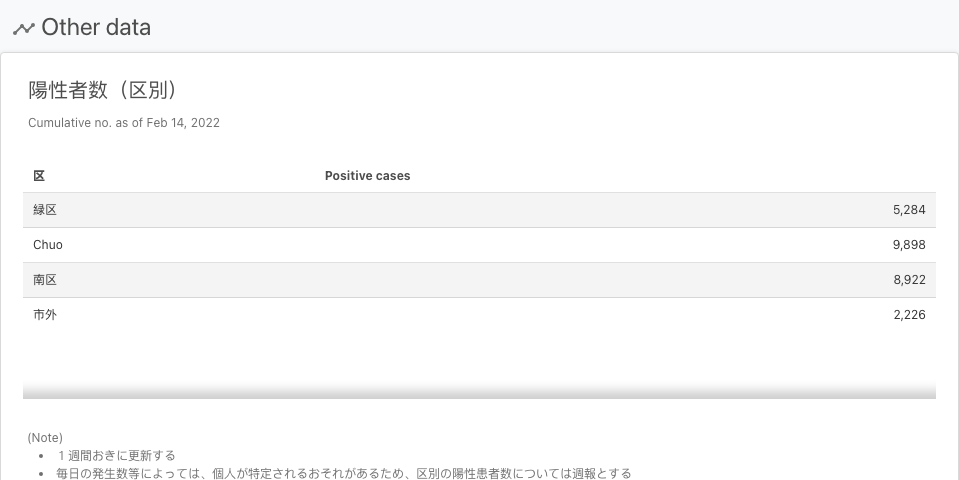 Other data
陽性者数（区別）
Cumulative no. as of Feb 14, 2022
区 Positive cases
緑区 5,284
Chuo 9,898
南区 8,922
市外 2,226
(Note)
• １週間おきに更新する
• 毎日の発生数等によっては、個人が特定されるおそれがあるため、区別の陽性患者数については週報とする